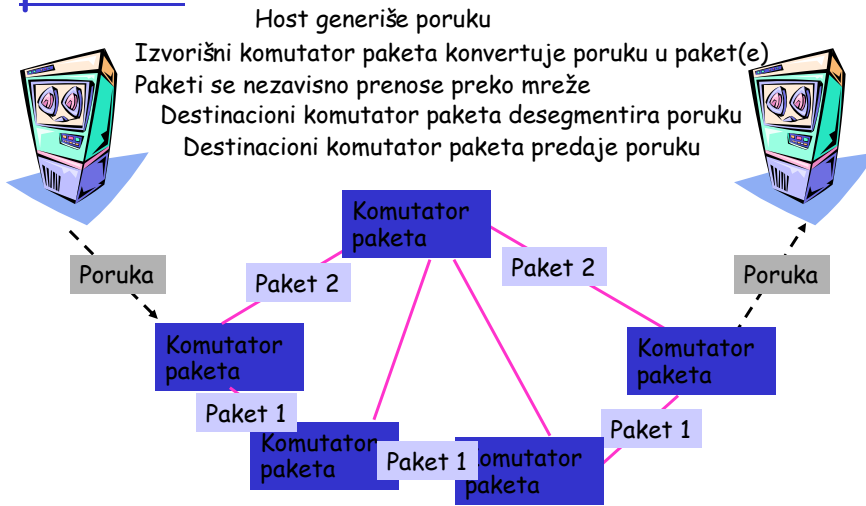 Host generiše poruku
Izvorišni komutator paketa konvertuje poruku u paket(e)
Paketi se nezavisno prenose preko mreže
Destinacioni komutator paketa desegmentira poruku
Destinacioni komutator paketa predaje poruku
Komutator
paketa
Poruka
Paket 2
Paket 2
Poruka
Komutator
paketa
Komutator
paketa
Paket 1
Paket 1
Komutator
paketa
Paket 1
omutator
paketa